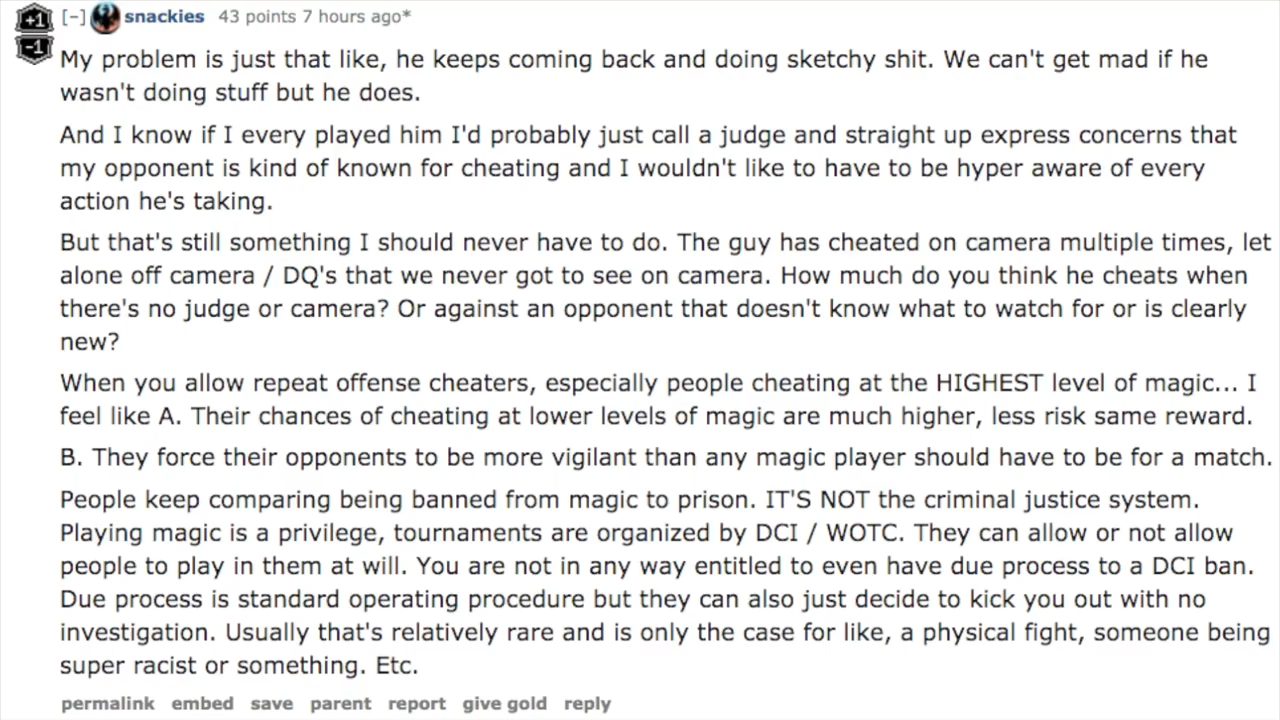 +1 [–] snackies 43 points 7 hours ago*
-1
My problem is just that like, he keeps coming back and doing sketchy shit. We can't get mad if he
wasn't doing stuff but he does.
And I know if I every played him I'd probably just call a judge and straight up express concerns that
my opponent is kind of known for cheating and I wouldn't like to have to be hyper aware of every
action he's taking.
But that's still something I should never have to do. The guy has cheated on camera multiple times, let
alone off camera / DQ's that we never got to see on camera. How much do you think he cheats when
there's no judge or camera? Or against an opponent that doesn't know what to watch for or is clearly
new?
When you allow repeat offense cheaters, especially people cheating at the HIGHEST level of magic... I
feel like A. Their chances of cheating at lower levels of magic are much higher, less risk same reward.
B. They force their opponents to be more vigilant than any magic player should have to be for a match.
People keep comparing being banned from magic to prison. IT'S NOT the criminal justice system.
Playing magic is a privilege, tournaments are organized by DCI / WOTC. They can allow or not allow
people to play in them at will. You are not in any way entitled to even have due process to a DCI ban.
Due process is standard operating procedure but they can also just decide to kick you out with no
investigation. Usually that's relatively rare and is only the case for like, a physical fight, someone being
super racist or something. Etc.
permalink embed save parent report give gold reply